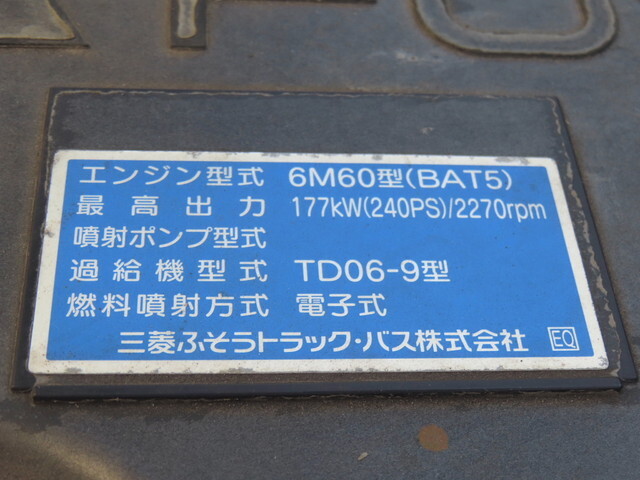 エンジン型式 6M60型(BAT5)
最高出力 177kW(240PS)/2270rpm
噴射ポンプ型式
過給機型式 TD06-9型
燃料噴射方式 電子式
三菱ふそうトラック・バス株式会社 EQ